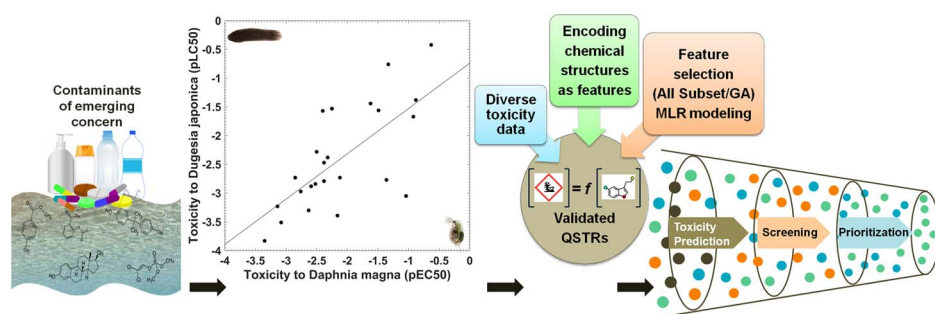 Contaminants
of emerging
concern
Toxicity to Dugesia japonica (pLC50)
0
-0.5
-1
-1.5
-2
-2.5
-3
-3.5
-4
-4
-3.5
-3
-2.5
-2
-1.5
-1
-0.5
0
Toxicity to Daphnia magna (pEC50)
Diverse
toxicity
data
Encoding
chemical
structures
as features
Feature
selection
(All Subset/GA)
MLR modeling
= f
Validated
QSTRs
Toxicity
Prediction
Screening
Prioritization